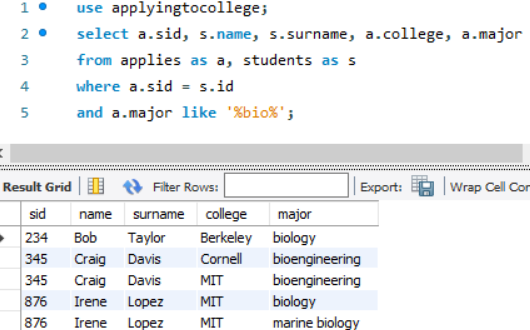 1 use applyingtocollege;
2 select a.sid, s.name, s.surname, a.college, a.major
3 from applies as a, students as s
4 where a.sid = s.id
5 and a.major like '%bio%';
Result Grid Filter Rows: Export: Wrap Cell Con
sid name surname college major
234 Bob Taylor Berkeley biology
345 Craig Davis Cornell bioengineering
345 Craig Davis MIT bioengineering
876 Irene Lopez MIT biology
876 Irene Lopez MIT marine biology